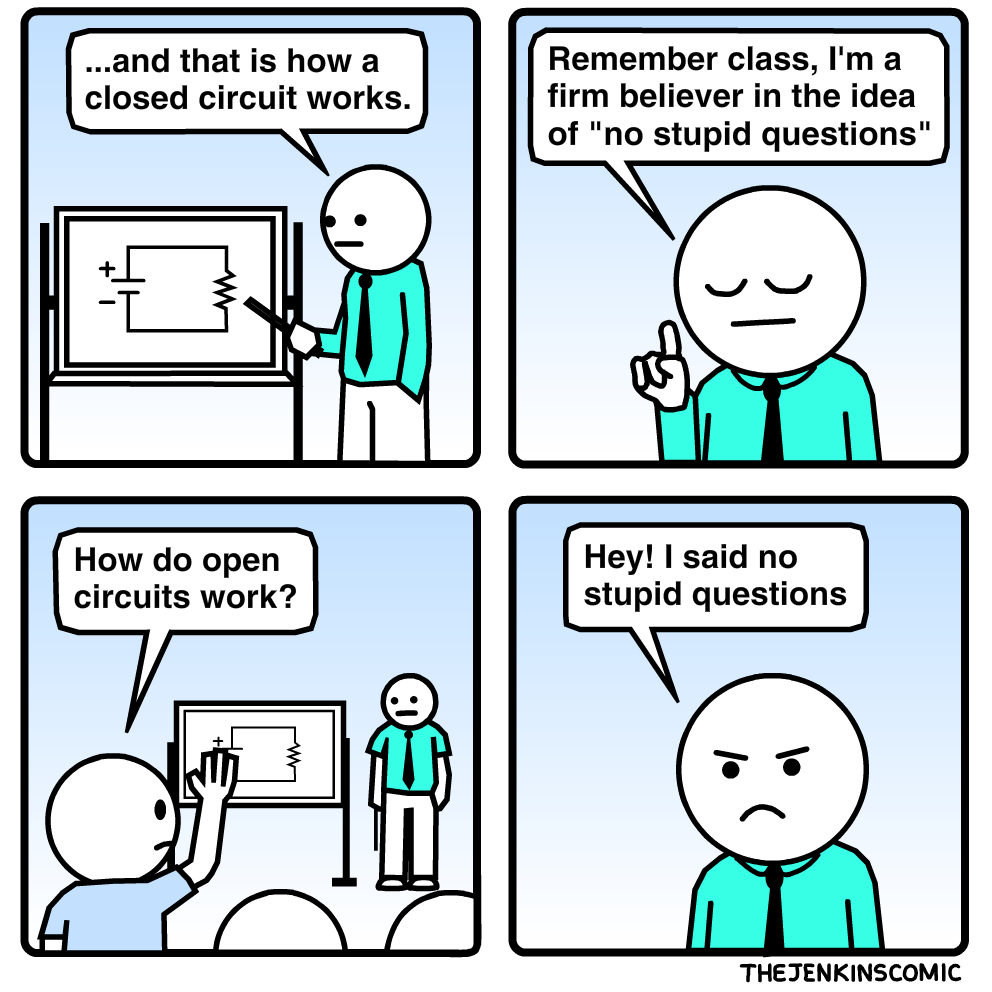 ...and that is how a
closed circuit works.
+
−
Remember class, I'm a
firm believer in the idea
of "no stupid questions"
How do open
circuits work?
+
Hey! I said no
stupid questions
THEJENKINSCOMIC